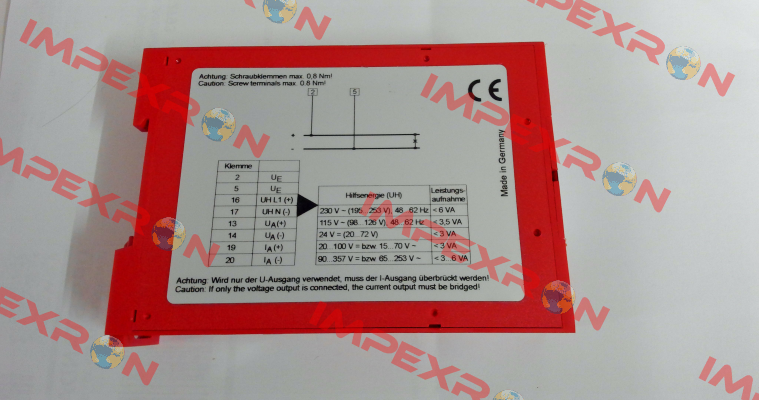 Achtung: Schraubklemmen max. 0,8 Nm!
Caution: Screw terminals max. 0.8 Nm!
3
CE
2 5
+
-
Made in Germany
Klemme
2 UE
5 UE
16 UH L1 (+)
17 UH N (-)
13 UA (+)
14 UA (-)
19 IA (+)
20 IA (-)
Hilfsenergie (UH) Leistungs-
aufnahme
230 V ~ (195...253 V), 48...62 Hz < 6 VA
115 V ~ (98...126 V), 48...62 Hz < 3,5 VA
24 V = (20...72 V) < 3 VA
20...100 V = bzw. 15...70 V ~ < 3 VA
90...357 V = bzw. 65...253 V ~ < 3...6 VA
Achtung: Wird nur der U-Ausgang verwendet, muss der I-Ausgang überbrückt werden!
Caution: If only the voltage output is connected, the current output must be bridged!
IMPEXRON
IMPEXRON
IMPEXRON
IMPEXRON
IMPEXRON